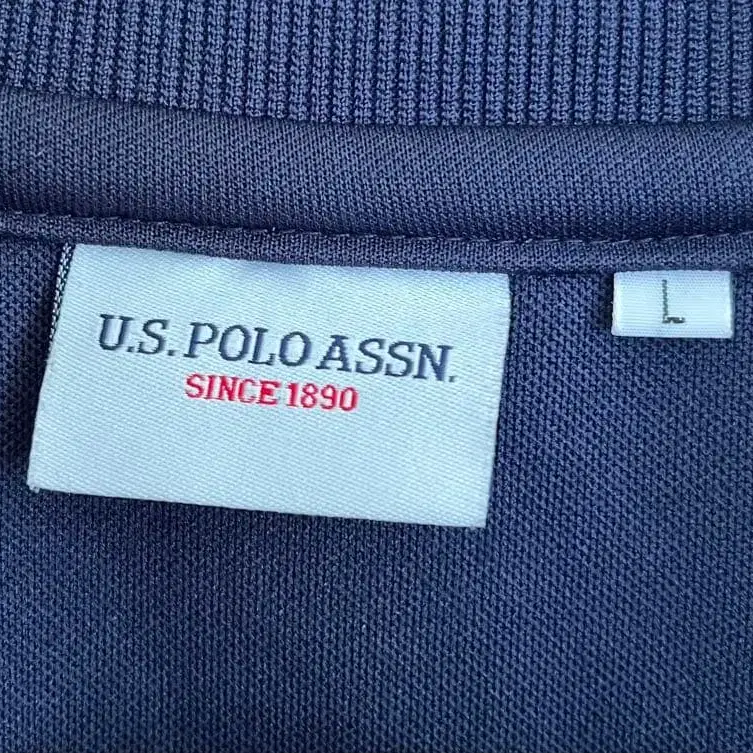 U.S. POLO ASSN.
SINCE 1890
L